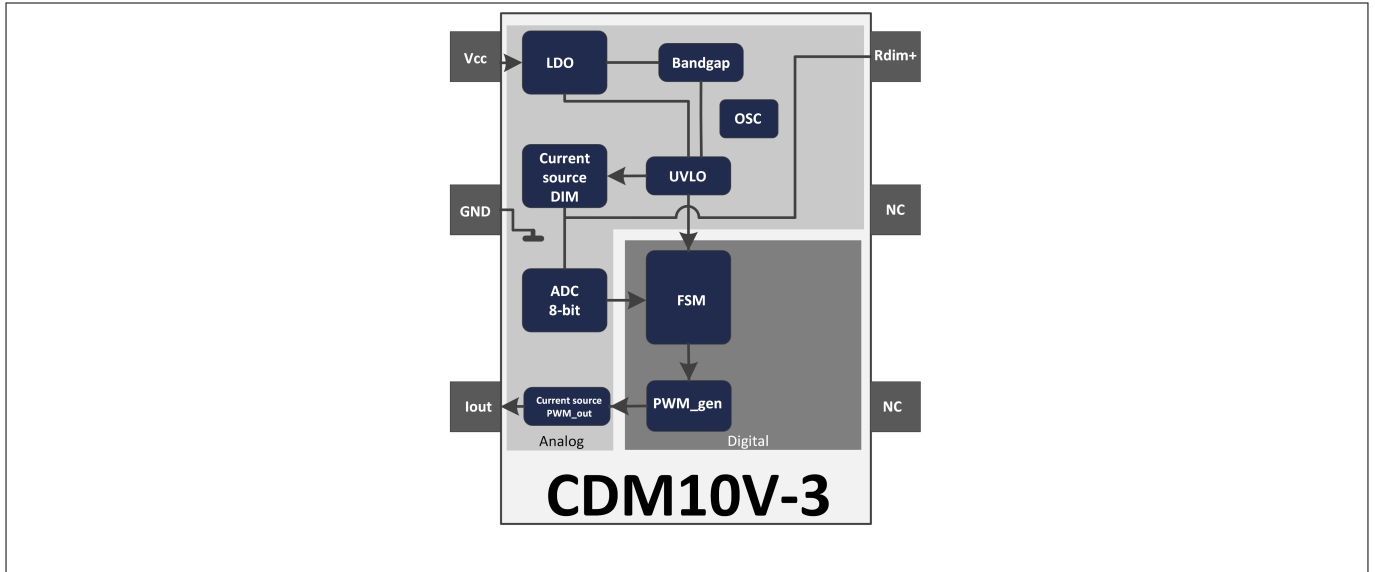 Vcc
LDO
Bandgap
Rdim+
OSC
Current
source
DIM
UVLO
GND
NC
ADC
8-bit
FSM
Iout
Current source
PWM_out
PWM_gen
NC
Analog
Digital
CDM10V-3